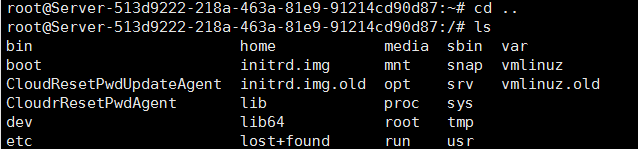 root@Server-513d9222-218a-463a-81e9-91214cd90d87:~# cd ..
root@Server-513d9222-218a-463a-81e9-91214cd90d87:/# ls
bin                       home            media  sbin  var
boot                      initrd.img      mnt    snap  vmlinuz
CloudResetPwdUpdateAgent  initrd.img.old  opt    srv   vmlinuz.old
CloudrResetPwdAgent       lib             proc   sys
dev                       lib64           root   tmp
etc                       lost+found      run    usr